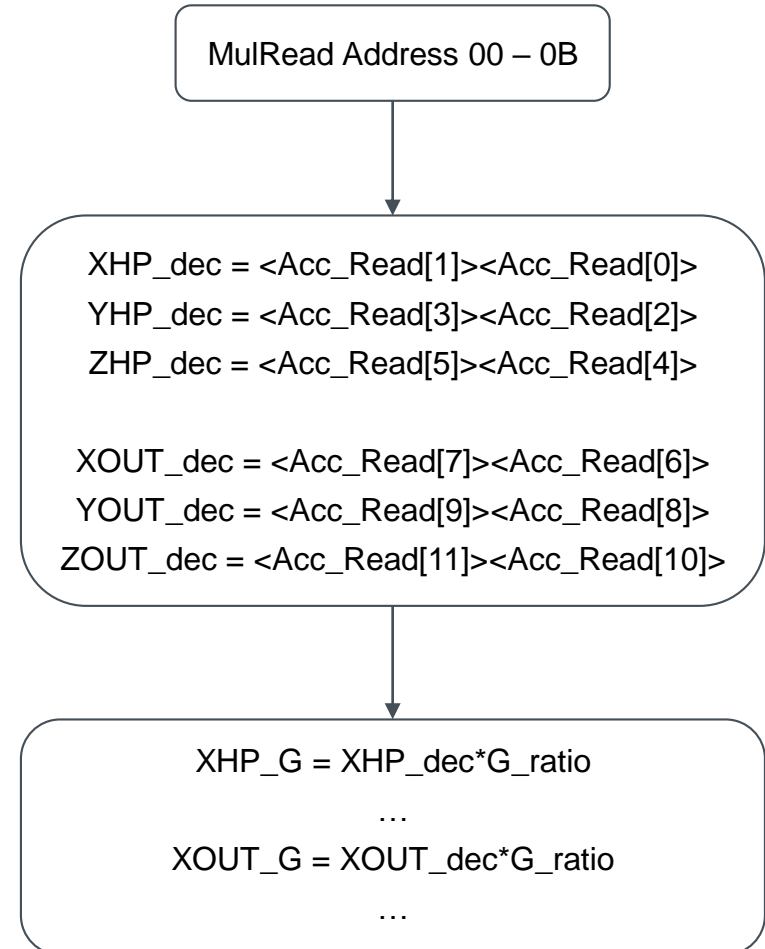 MulRead Address 00 – 0B
XHP_dec = <Acc_Read[1]><Acc_Read[0]>
YHP_dec = <Acc_Read[3]><Acc_Read[2]>
ZHP_dec = <Acc_Read[5]><Acc_Read[4]>
XOUT_dec = <Acc_Read[7]><Acc_Read[6]>
YOUT_dec = <Acc_Read[9]><Acc_Read[8]>
ZOUT_dec = <Acc_Read[11]><Acc_Read[10]>
XHP_G = XHP_dec*G_ratio
…
XOUT_G = XOUT_dec*G_ratio
…